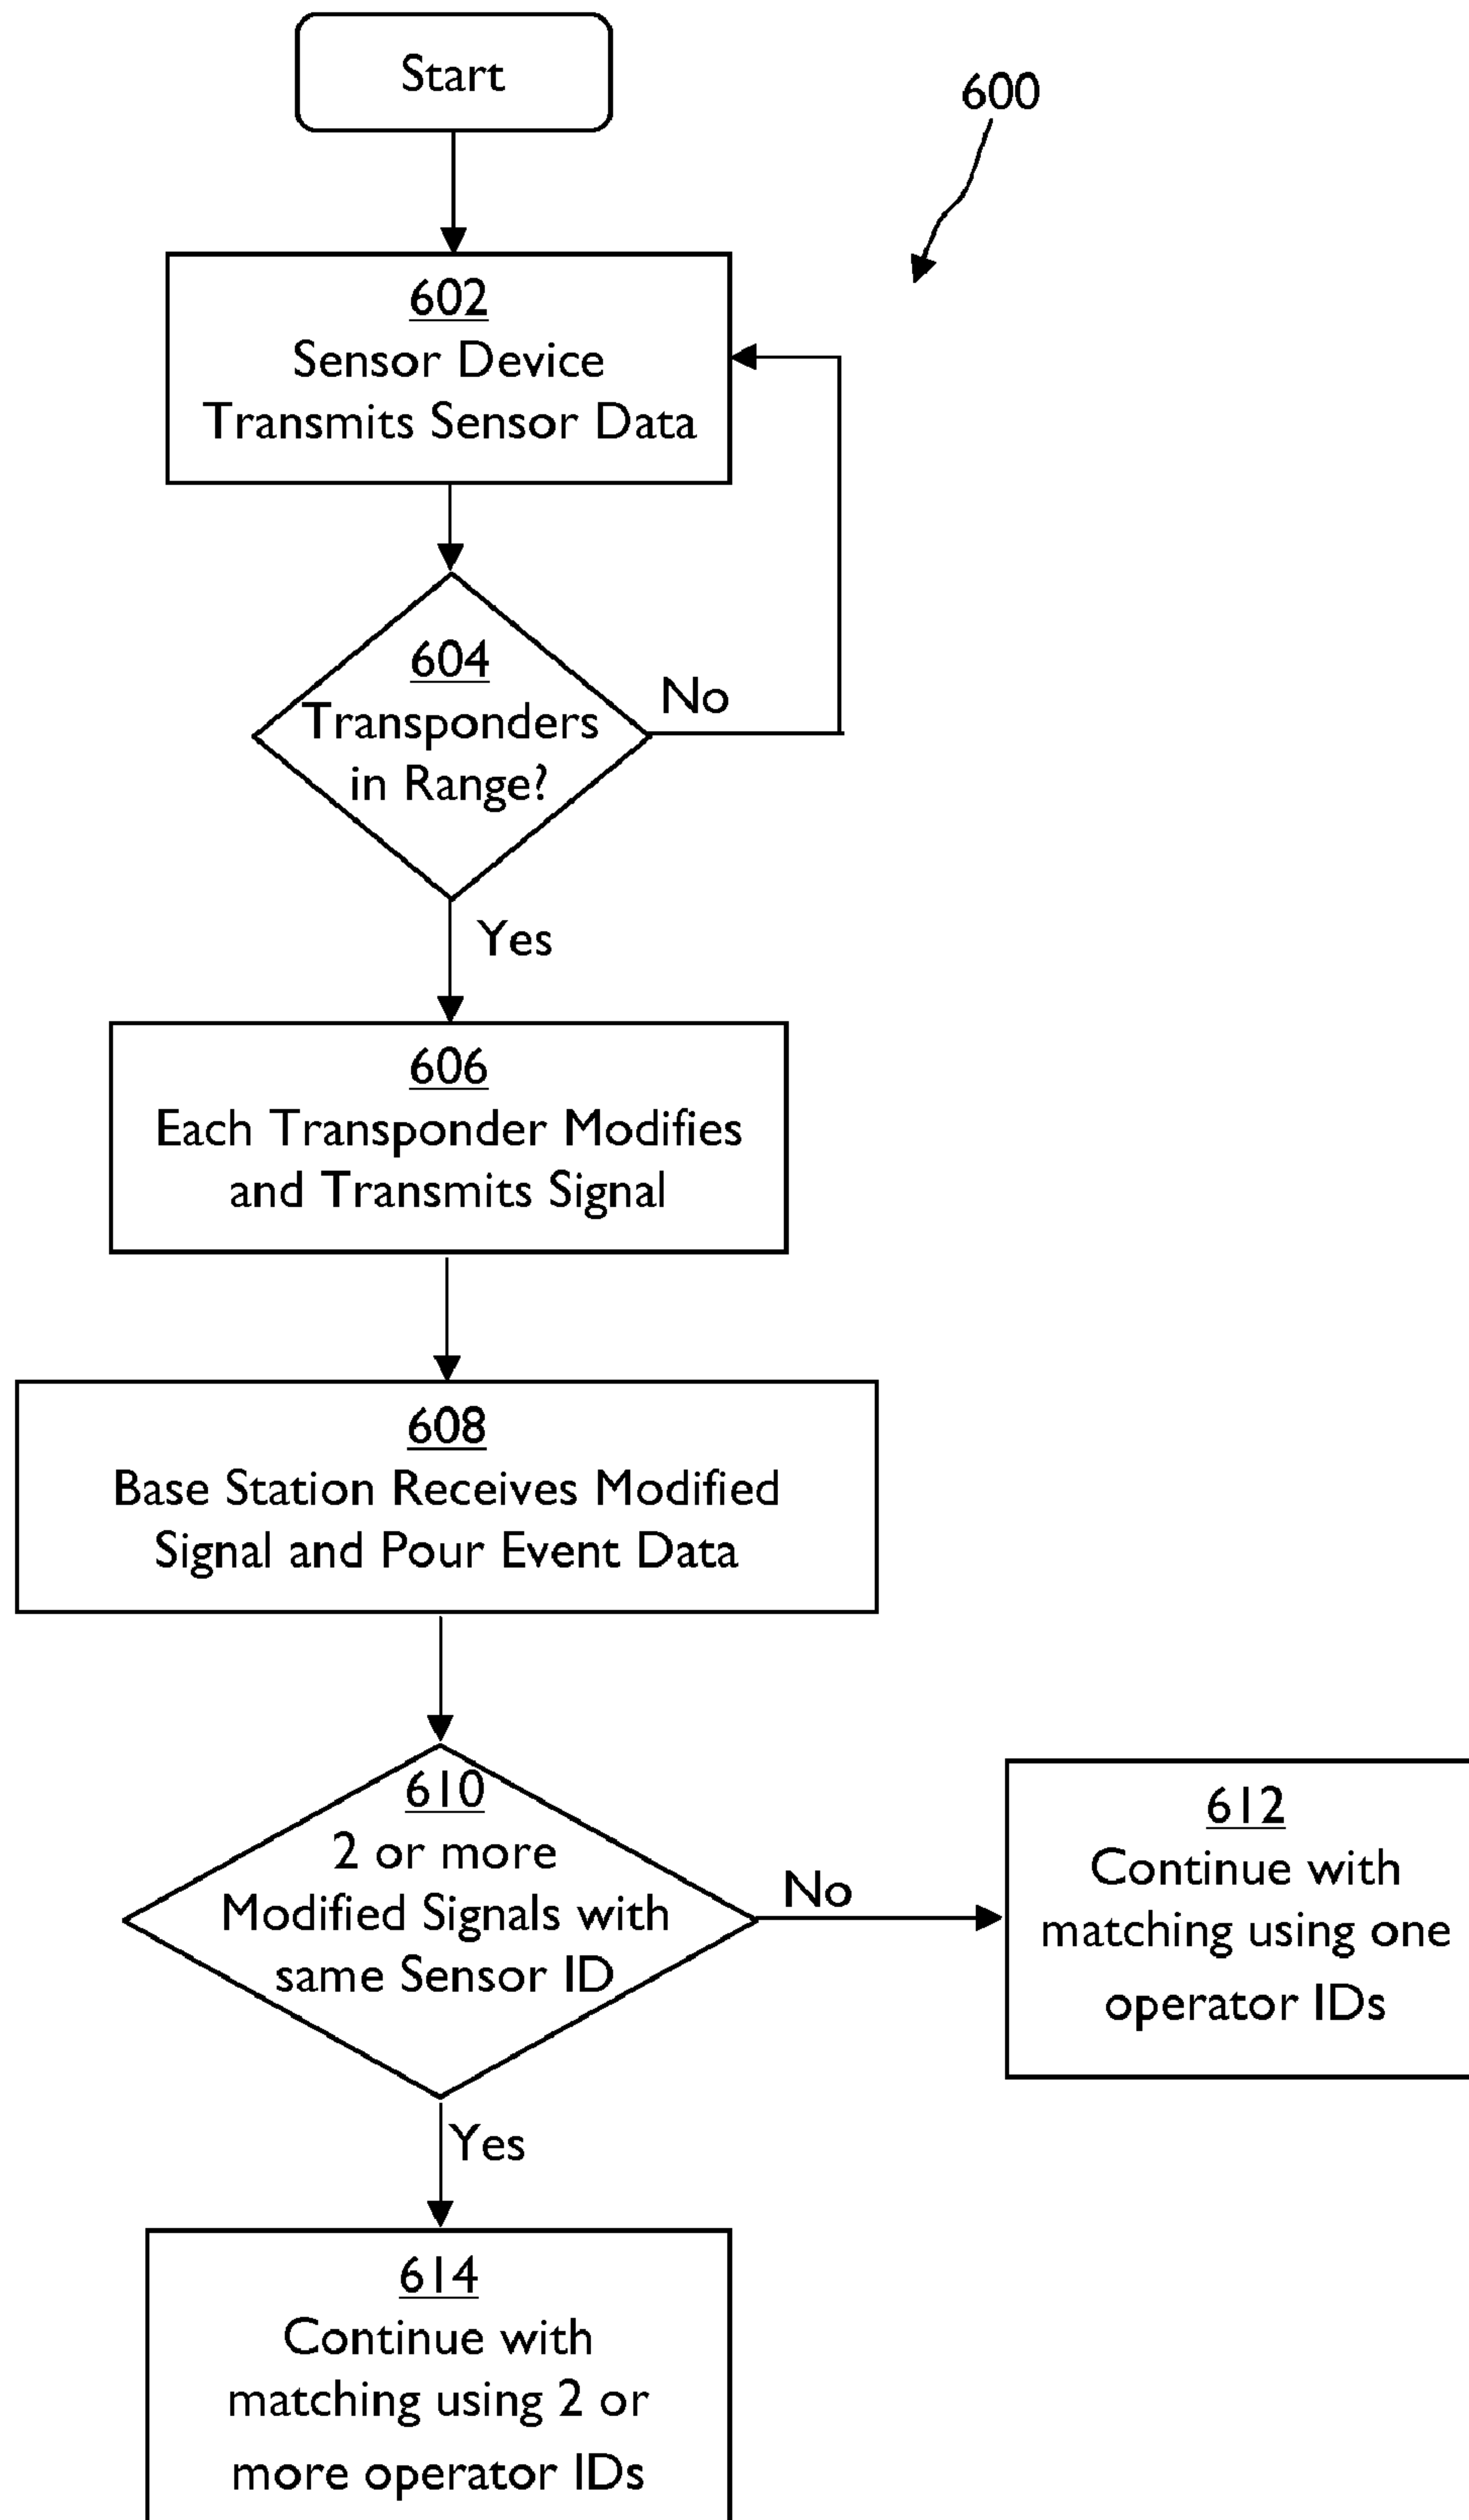 Start
600
602
Sensor Device
Transmits Sensor Data
604
Transponders
in Range?
No
Yes
606
Each Transponder Modifies
and Transmits Signal
608
Base Station Receives Modified
Signal and Pour Event Data
610
2 or more
Modified Signals with
same Sensor ID
No
612
Continue with
matching using one
operator IDs
Yes
614
Continue with
matching using 2 or
more operator IDs